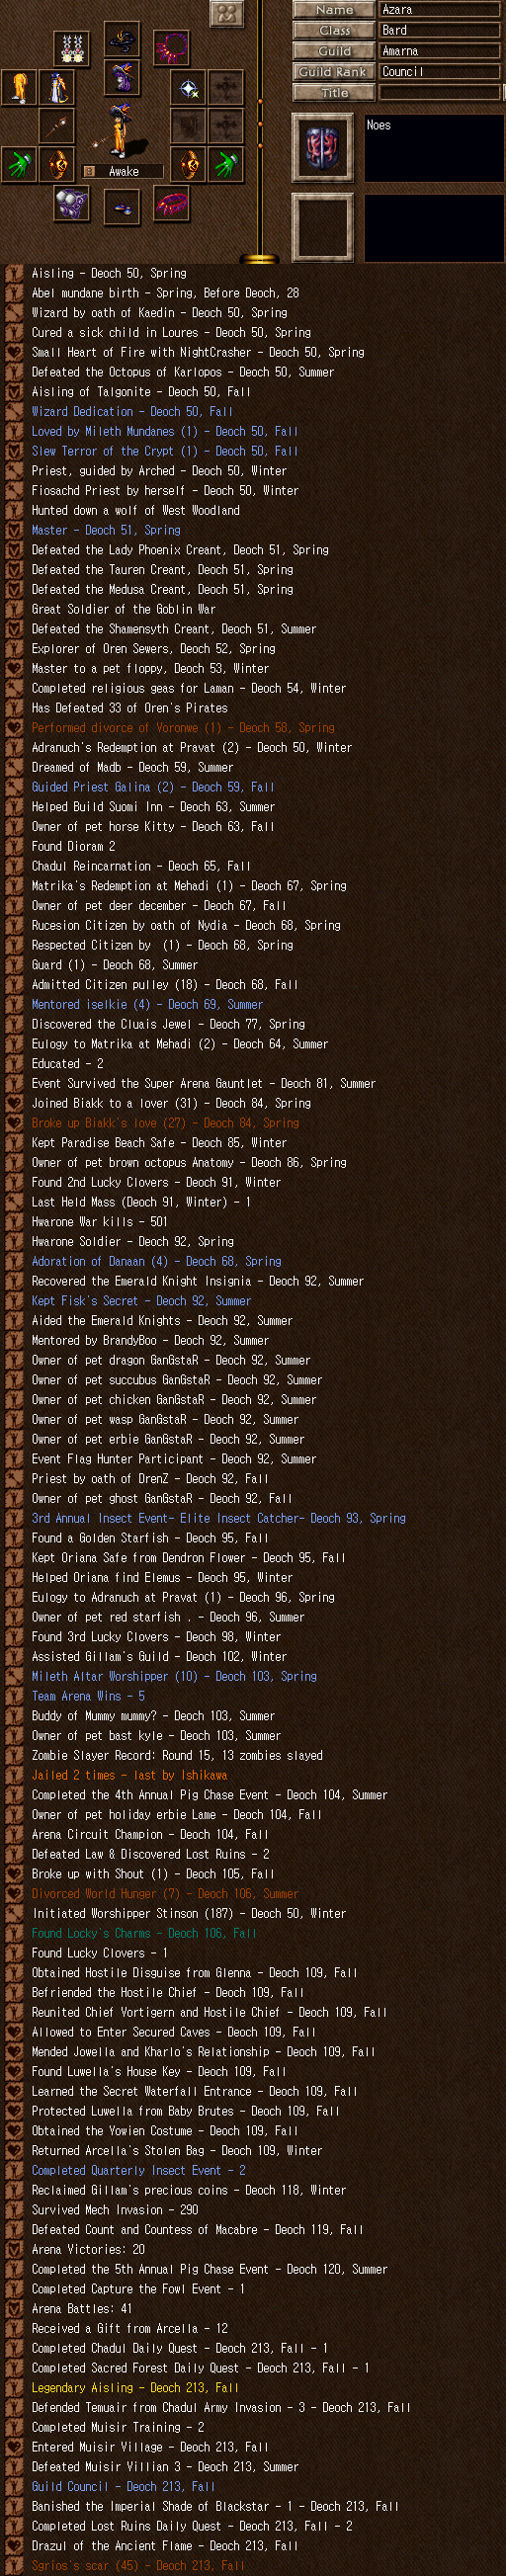 Name Azara
Class Bard
Guild Amarna
Guild Rank Council
Title
Noes
Awake
Aisling - Deoch 50, Spring
Abel mundane birth - Spring, Before Deoch, 28
Wizard by oath of Kaedin - Deoch 50, Spring
Cured a sick child in Loures - Deoch 50, Spring
Small Heart of Fire with NightCrasher - Deoch 50, Spring
Defeated the Octopus of Karlopos - Deoch 50, Summer
Aisling of Talgonite - Deoch 50, Fall
Wizard Dedication - Deoch 50, Fall
Loved by Mileth Mundanes (1) - Deoch 50, Fall
Slew Terror of the Crypt (1) - Deoch 50, Fall
Priest, guided by Arched - Deoch 50, Winter
Fiosachd Priest by herself - Deoch 50, Winter
Hunted down a wolf of West Woodland
Master - Deoch 51, Spring
Defeated the Lady Phoenix Creant, Deoch 51, Spring
Defeated the Tauren Creant, Deoch 51, Spring
Defeated the Medusa Creant, Deoch 51, Spring
Great Soldier of the Goblin War
Defeated the Shamensyth Creant, Deoch 51, Summer
Explorer of Oren Sewers, Deoch 52, Spring
Master to a pet floppy, Deoch 53, Winter
Completed religious geas for Laman - Deoch 54, Winter
Has Defeated 33 of Oren's Pirates
Performed divorce of Voronwe (1) - Deoch 58, Spring
Adranuch's Redemption at Pravat (2) - Deoch 50, Winter
Dreamed of Madb - Deoch 59, Summer
Guided Priest Galina (2) - Deoch 59, Fall
Helped Build Suomi Inn - Deoch 63, Summer
Owner of pet horse Kitty - Deoch 63, Fall
Found Dioram 2
Chadul Reincarnation - Deoch 65, Fall
Matrika's Redemption at Mehadi (1) - Deoch 67, Spring
Owner of pet deer december - Deoch 67, Fall
Rucesion Citizen by oath of Nydia - Deoch 68, Spring
Respected Citizen by  (1) - Deoch 68, Spring
Guard (1) - Deoch 68, Summer
Admitted Citizen pulley (18) - Deoch 68, Fall
Mentored iselkie (4) - Deoch 69, Summer
Discovered the Cluais Jewel - Deoch 77, Spring
Eulogy to Matrika at Mehadi (2) - Deoch 64, Summer
Educated - 2
Event Survived the Super Arena Gauntlet - Deoch 81, Summer
Joined Biakk to a lover (31) - Deoch 84, Spring
Broke up Biakk's love (27) - Deoch 84, Spring
Kept Paradise Beach Safe - Deoch 85, Winter
Owner of pet brown octopus Anatomy - Deoch 86, Spring
Found 2nd Lucky Clovers - Deoch 91, Winter
Last Held Mass (Deoch 91, Winter) - 1
Hwarone War kills - 501
Hwarone Soldier - Deoch 92, Spring
Adoration of Danaan (4) - Deoch 68, Spring
Recovered the Emerald Knight Insignia - Deoch 92, Summer
Kept Fisk's Secret - Deoch 92, Summer
Aided the Emerald Knights - Deoch 92, Summer
Mentored by BrandyBoo - Deoch 92, Summer
Owner of pet dragon GanGstaR - Deoch 92, Summer
Owner of pet succubus GanGstaR - Deoch 92, Summer
Owner of pet chicken GanGstaR - Deoch 92, Summer
Owner of pet wasp GanGstaR - Deoch 92, Summer
Owner of pet erbie GanGstaR - Deoch 92, Summer
Event Flag Hunter Participant - Deoch 92, Summer
Priest by oath of DrenZ - Deoch 92, Fall
Owner of pet ghost GanGstaR - Deoch 92, Fall
3rd Annual Insect Event- Elite Insect Catcher- Deoch 93, Spring
Found a Golden Starfish - Deoch 95, Fall
Kept Oriana Safe from Dendron Flower - Deoch 95, Fall
Helped Oriana find Elemus - Deoch 95, Winter
Eulogy to Adranuch at Pravat (1) - Deoch 96, Spring
Owner of pet red starfish . - Deoch 96, Summer
Found 3rd Lucky Clovers - Deoch 98, Winter
Assisted Gillam's Guild - Deoch 102, Winter
Mileth Altar Worshipper (10) - Deoch 103, Spring
Team Arena Wins - 5
Buddy of Mummy mummy? - Deoch 103, Summer
Owner of pet bast kyle - Deoch 103, Summer
Zombie Slayer Record: Round 15, 13 zombies slayed
Jailed 2 times - last by Ishikawa
Completed the 4th Annual Pig Chase Event - Deoch 104, Summer
Owner of pet holiday erbie Lame - Deoch 104, Fall
Arena Circuit Champion - Deoch 104, Fall
Defeated Law & Discovered Lost Ruins - 2
Broke up with Shout (1) - Deoch 105, Fall
Divorced World Hunger (7) - Deoch 106, Summer
Initiated Worshipper Stinson (187) - Deoch 50, Winter
Found Locky's Charms - Deoch 106, Fall
Found Lucky Clovers - 1
Obtained Hostile Disguise from Glenna - Deoch 109, Fall
Befriended the Hostile Chief - Deoch 109, Fall
Reunited Chief Vortigern and Hostile Chief - Deoch 109, Fall
Allowed to Enter Secured Caves - Deoch 109, Fall
Mended Jowella and Kharlo's Relationship - Deoch 109, Fall
Found Luwella's House Key - Deoch 109, Fall
Learned the Secret Waterfall Entrance - Deoch 109, Fall
Protected Luwella from Baby Brutes - Deoch 109, Fall
Obtained the Yowien Costume - Deoch 109, Fall
Returned Arcella's Stolen Bag - Deoch 109, Winter
Completed Quarterly Insect Event - 2
Reclaimed Gillam's precious coins - Deoch 118, Winter
Survived Mech Invasion - 290
Defeated Count and Countess of Macabre - Deoch 119, Fall
Arena Victories: 20
Completed the 5th Annual Pig Chase Event - Deoch 120, Summer
Completed Capture the Fowl Event - 1
Arena Battles: 41
Received a Gift from Arcella - 12
Completed Chadul Daily Quest - Deoch 213, Fall - 1
Completed Sacred Forest Daily Quest - Deoch 213, Fall - 1
Legendary Aisling - Deoch 213, Fall
Defended Temuair from Chadul Army Invasion - 3 - Deoch 213, Fall
Completed Muisir Training - 2
Entered Muisir Village - Deoch 213, Fall
Defeated Muisir Villian 3 - Deoch 213, Summer
Guild Council - Deoch 213, Fall
Banished the Imperial Shade of Blackstar - 1 - Deoch 213, Fall
Completed Lost Ruins Daily Quest - Deoch 213, Fall - 2
Drazul of the Ancient Flame - Deoch 213, Fall
Sgrios's scar (45) - Deoch 213, Fall